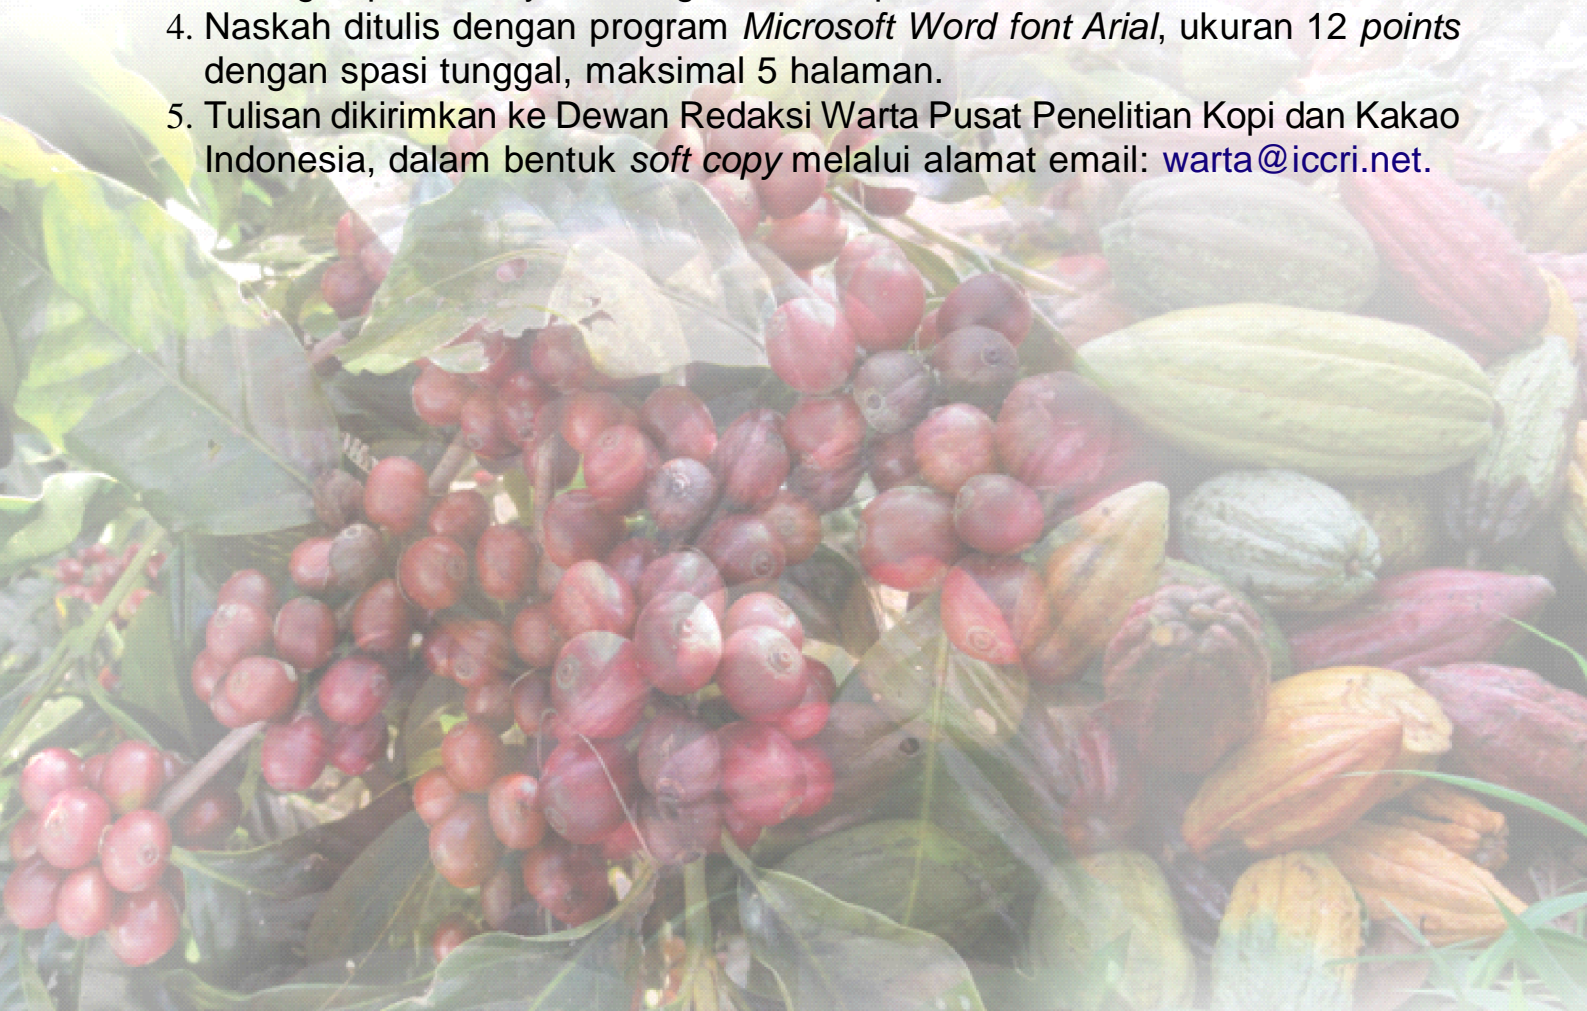 4. Naskah ditulis dengan program Microsoft Word font Arial, ukuran 12 points
dengan spasi tunggal, maksimal 5 halaman.
5. Tulisan dikirimkan ke Dewan Redaksi Warta Pusat Penelitian Kopi dan Kakao
Indonesia, dalam bentuk soft copy melalui alamat email: warta@iccri.net.